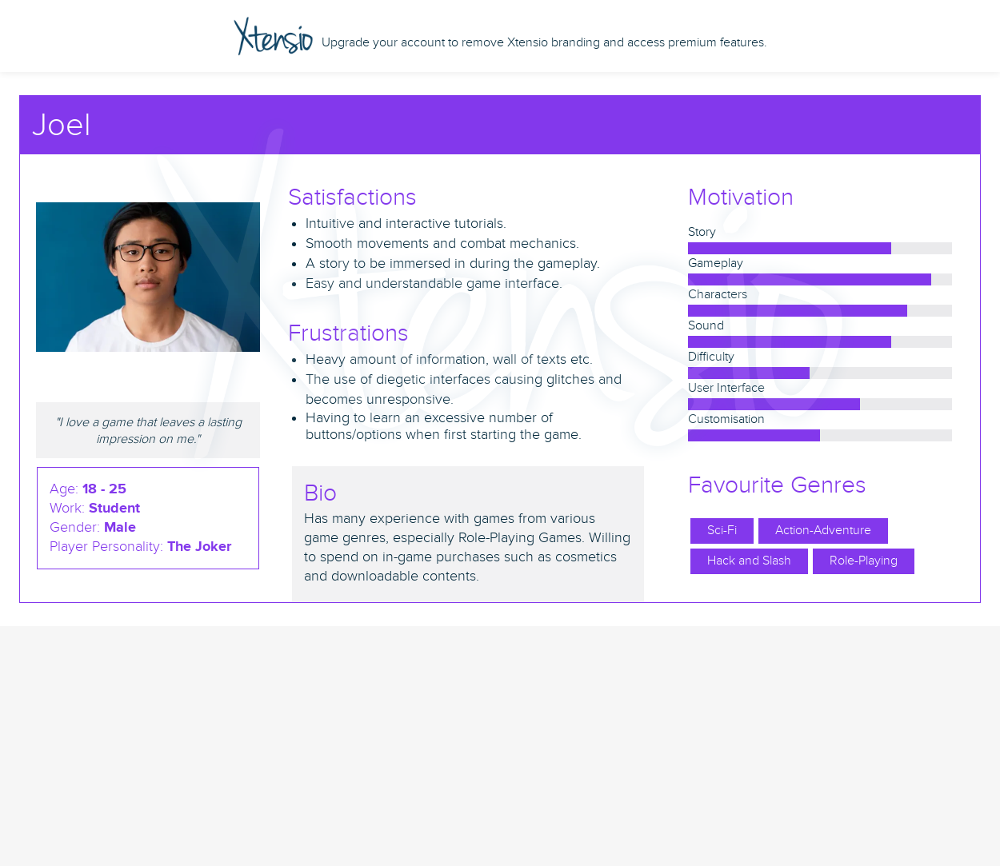 Xtensio Upgrade your account to remove Xtensio branding and access premium features.
Joel
"I love a game that leaves a lasting
impression on me."
Age: 18 - 25
Work: Student
Gender: Male
Player Personality: The Joker
Satisfactions
• Intuitive and interactive tutorials.
• Smooth movements and combat mechanics.
• A story to be immersed in during the gameplay.
• Easy and understandable game interface.
Frustrations
• Heavy amount of information, wall of texts etc.
• The use of diegetic interfaces causing glitches and
becomes unresponsive.
• Having to learn an excessive number of
buttons/options when first starting the game.
Bio
Has many experience with games from various
game genres, especially Role-Playing Games. Willing
to spend on in-game purchases such as cosmetics
and downloadable contents.
Motivation
Story
Gameplay
Characters
Sound
Difficulty
User Interface
Customisation
Favourite Genres
Sci-Fi Action-Adventure
Hack and Slash Role-Playing
Xtensio